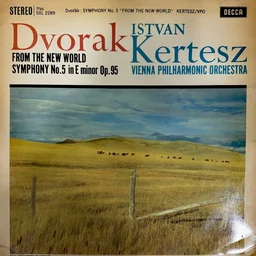 STEREO
SXL 2289
Dvořák: SYMPHONY No. 5 "FROM THE NEW WORLD" KERTESZ/VPO
DECCA
Dvorak
FROM THE NEW WORLD
SYMPHONY No.5 in E minor Op.95
ISTVAN
Kertesz
VIENNA PHILHARMONIC ORCHESTRA